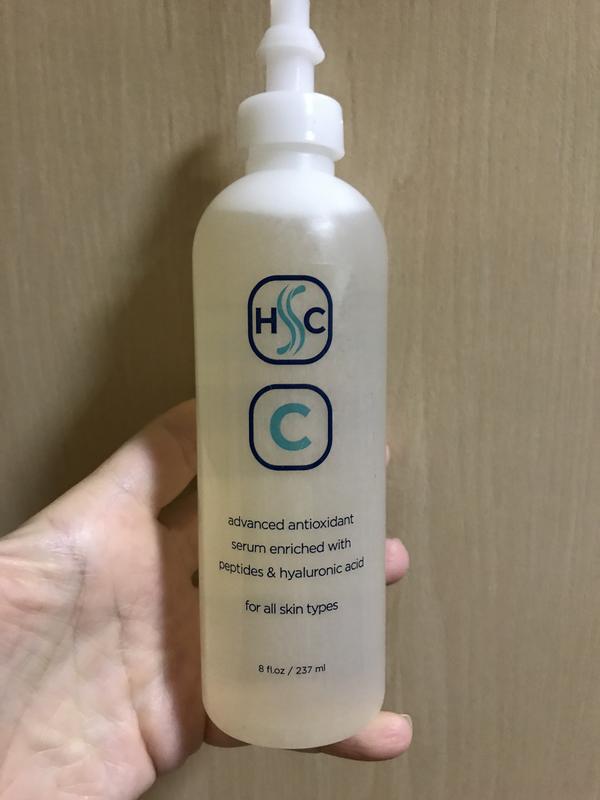 HSC
C
advanced antioxidant
serum enriched with
peptides & hyaluronic acid
for all skin types
8 fl.oz / 237 ml